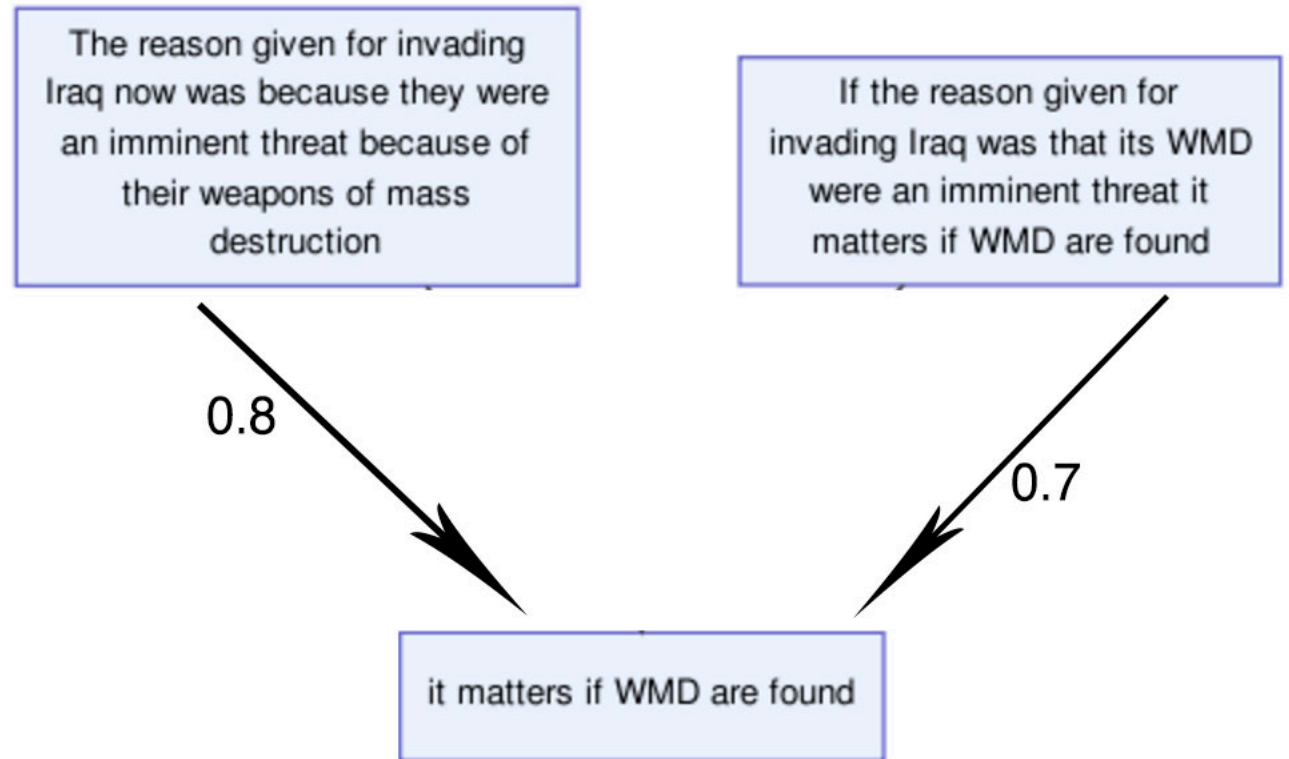 The reason given for invading
Iraq now was because they were
an imminent threat because of
their weapons of mass
destruction
If the reason given for
invading Iraq was that its WMD
were an imminent threat it
matters if WMD are found
0.8
0.7
it matters if WMD are found